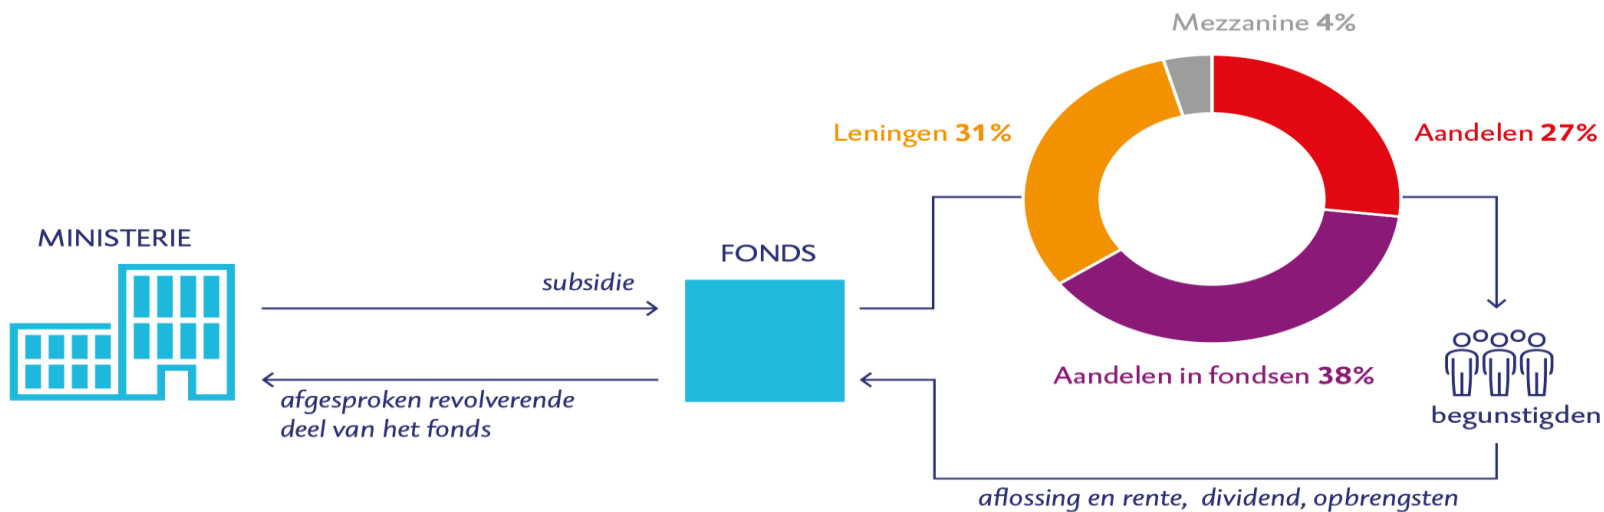 Mezzanine 4%
Leningen 31%
Aandelen 27%
MINISTERIE
FONDS
subsidie
Aandelen in fondsen 38%
afgesproken revolverende
deel van het fonds
begunstigden
aflossing en rente, dividend, opbrengsten